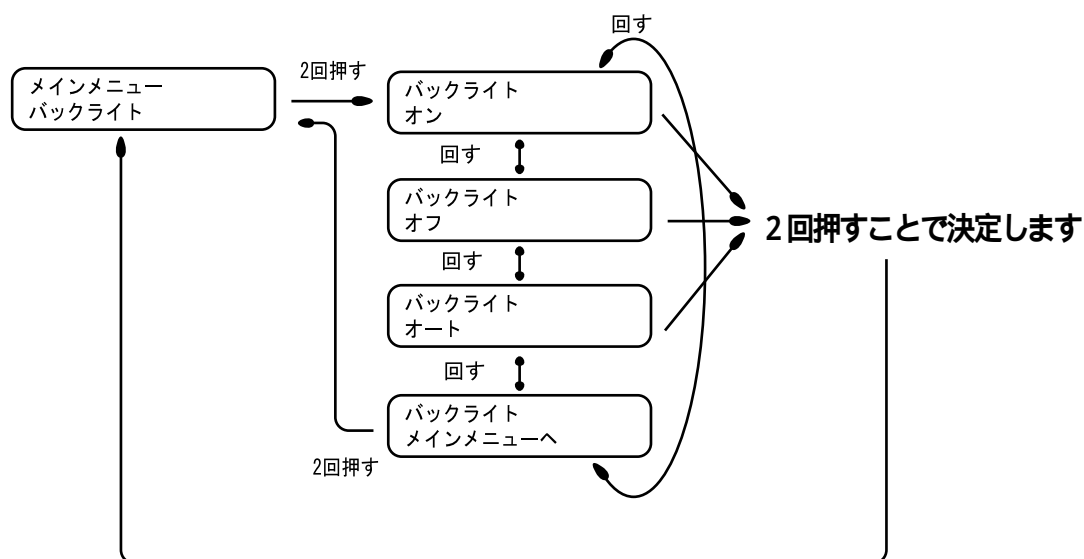 回す
メインメニュー
バックライト
2回押す
バックライト
オン
回す
バックライト
オフ
2回押すことで決定します
回す
バックライト
オート
回す
バックライト
メインメニューへ
2回押す